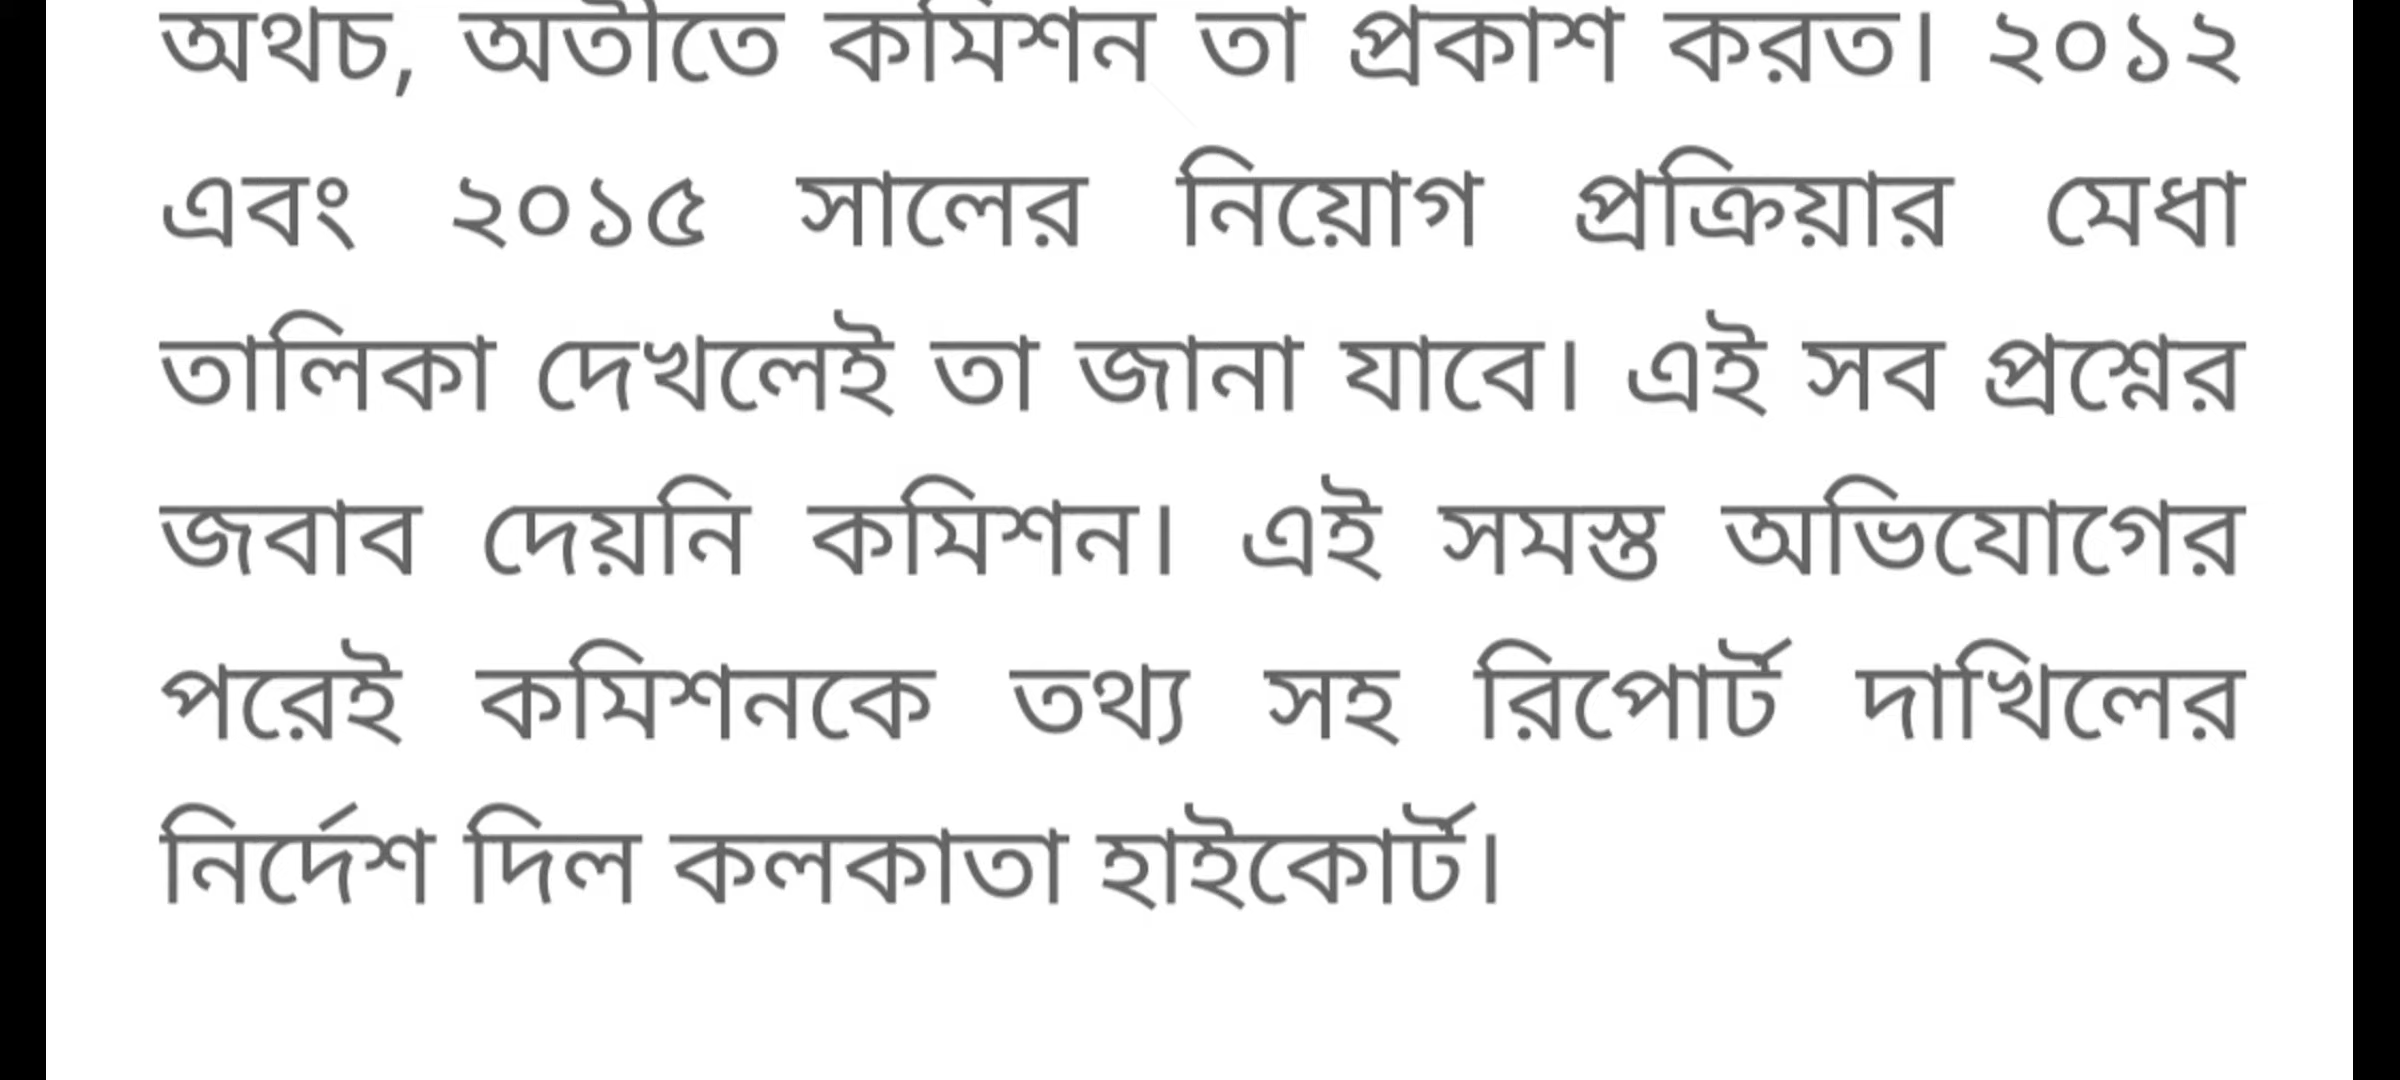 অথচ, অতীতে কমিশন তা প্রকাশ করত। ২০১২
এবং ২০১৫ সালের নিয়োগ প্রক্রিয়ার মেধা
তালিকা দেখলেই তা জানা যাবে। এই সব প্রশ্নের
জবাব দেয়নি কমিশন। এই সমস্ত অভিযোগের
পরেই কমিশনকে তথ্য সহ রিপোর্ট দাখিলের
নির্দেশ দিল কলকাতা হাইকোর্ট।